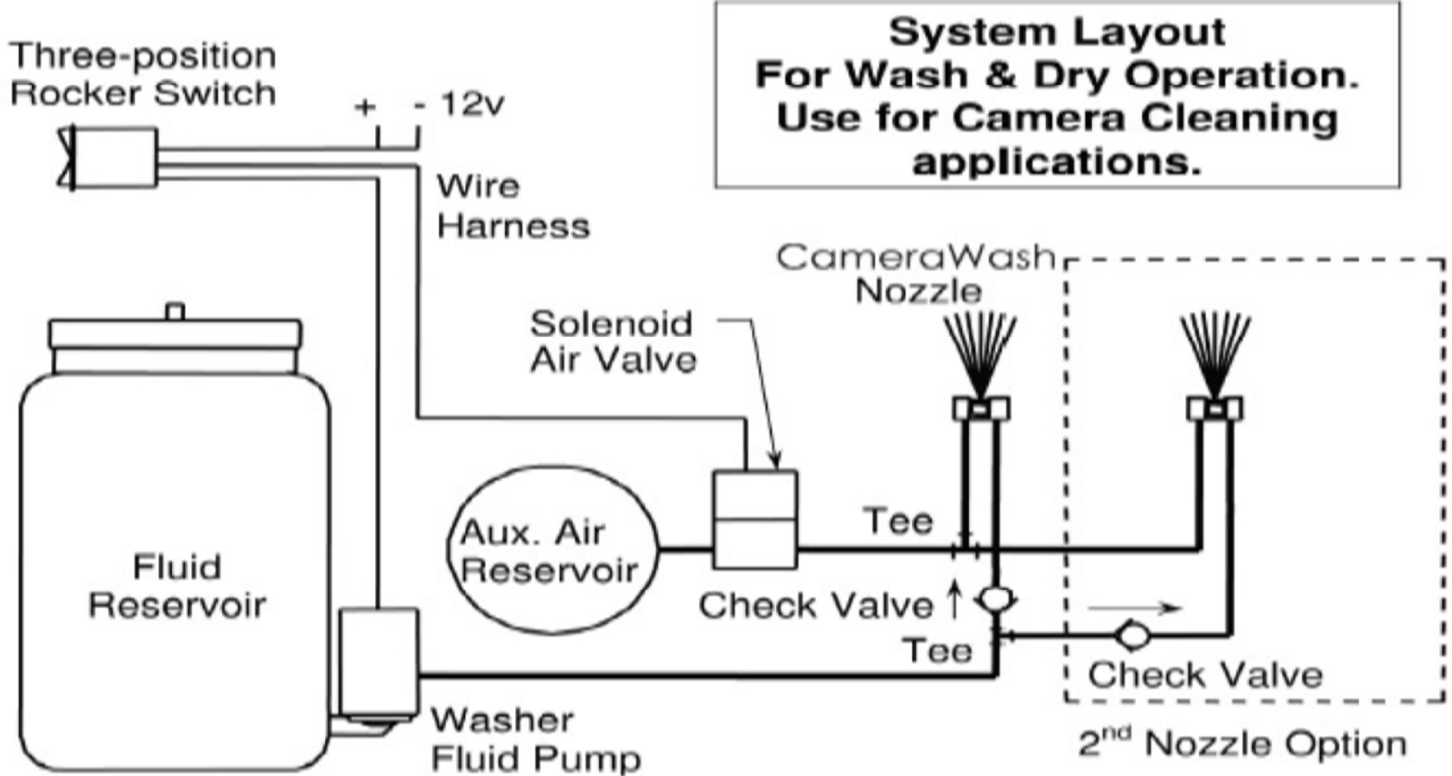 System Layout
For Wash & Dry Operation.
Use for Camera Cleaning
applications.
Three-position
Rocker Switch
+ - 12v
Wire
Harness
CameraWash
Nozzle
Solenoid
Air Valve
Aux. Air
Reservoir
Tee
Fluid
Reservoir
Check Valve
Tee
Check Valve
Washer
Fluid Pump
2nd Nozzle Option